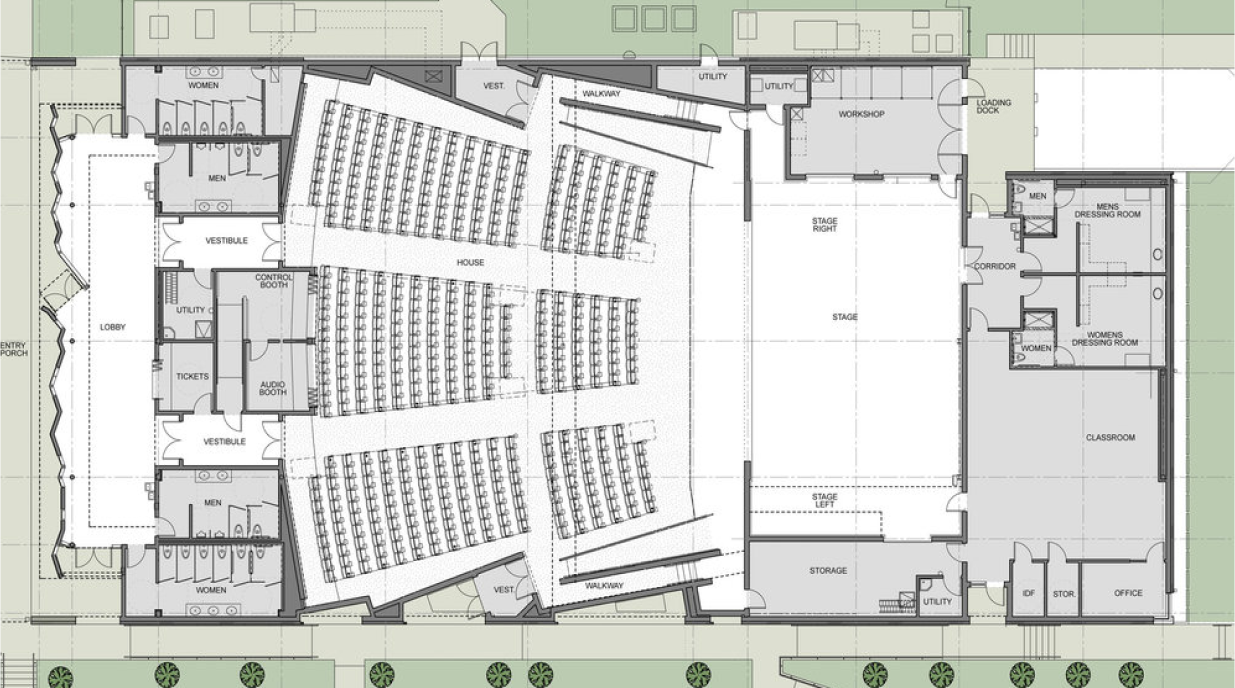 WOMEN
VEST.
UTILITY
UTILITY
WALKWAY
WORKSHOP
LOADING
DOCK
MEN
MEN
MENS
DRESSING ROOM
STAGE
RIGHT
VESTIBULE
HOUSE
CORRIDOR
CONTROL
BOOTH
UTILITY
LOBBY
STAGE
ENTRY
PORCH
WOMENS
DRESSING ROOM
WOMEN
TICKETS
AUDIO
BOOTH
VESTIBULE
CLASSROOM
MEN
STAGE
LEFT
STORAGE
WOMEN
VEST.
WALKWAY
UTILITY
IDF
STOR.
OFFICE